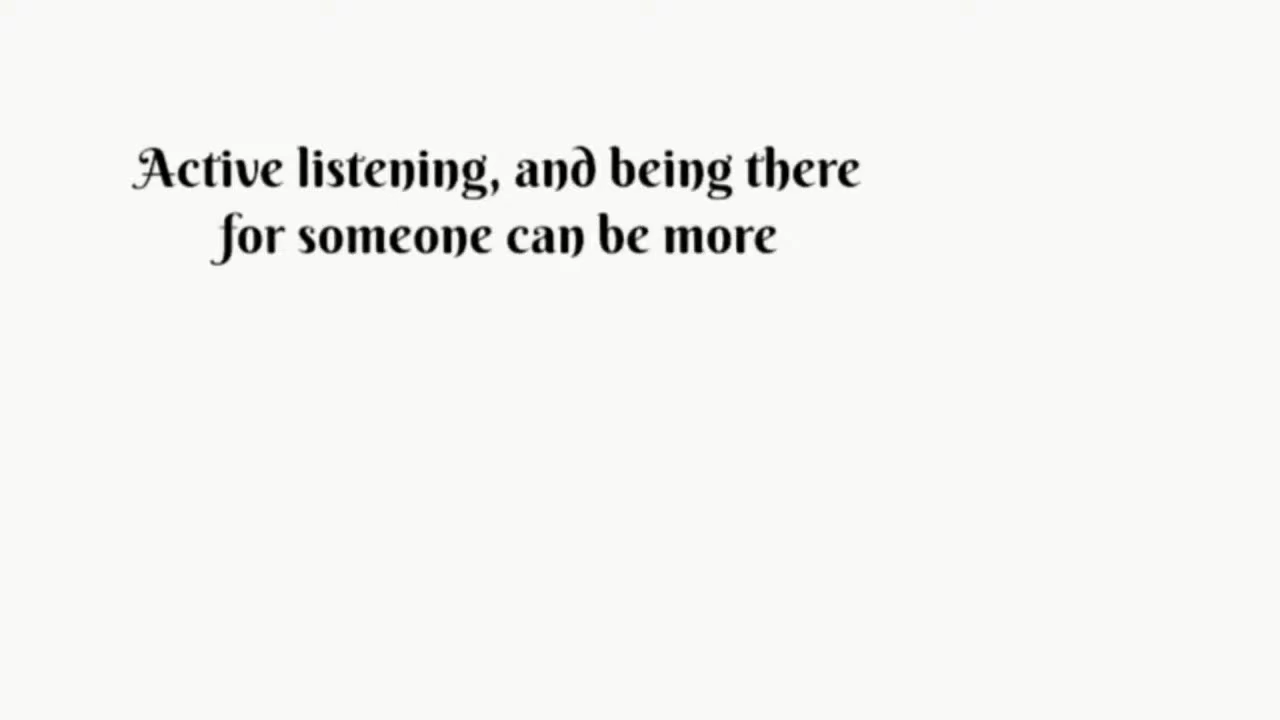 Active listening, and being there
for someone can be more